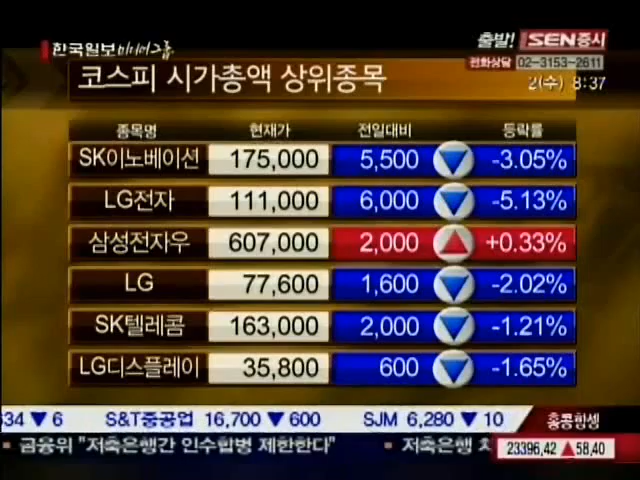 한국일보 미디어그룹
출발! SEN증시
전화상담 02-3153-2611
코스피 시가총액 상위종목
2(수) 8:37
종목명 현재가 전일대비 등락률
SK이노베이션 175,000 5,500 ▼ -3.05%
LG전자 111,000 6,000 ▼ -5.13%
삼성전자우 607,000 2,000 ▲ +0.33%
LG 77,600 1,600 ▼ -2.02%
SK텔레콤 163,000 2,000 ▼ -1.21%
LG디스플레이 35,800 600 ▼ -1.65%
634 ▼ 6 S&T중공업 16,700 ▼ 600 SJM 6,280 ▼ 10
홍콩항셍
금융위 "저축은행간 인수합병 제한한다" 저축은행
23396,42 ▲ 58,40